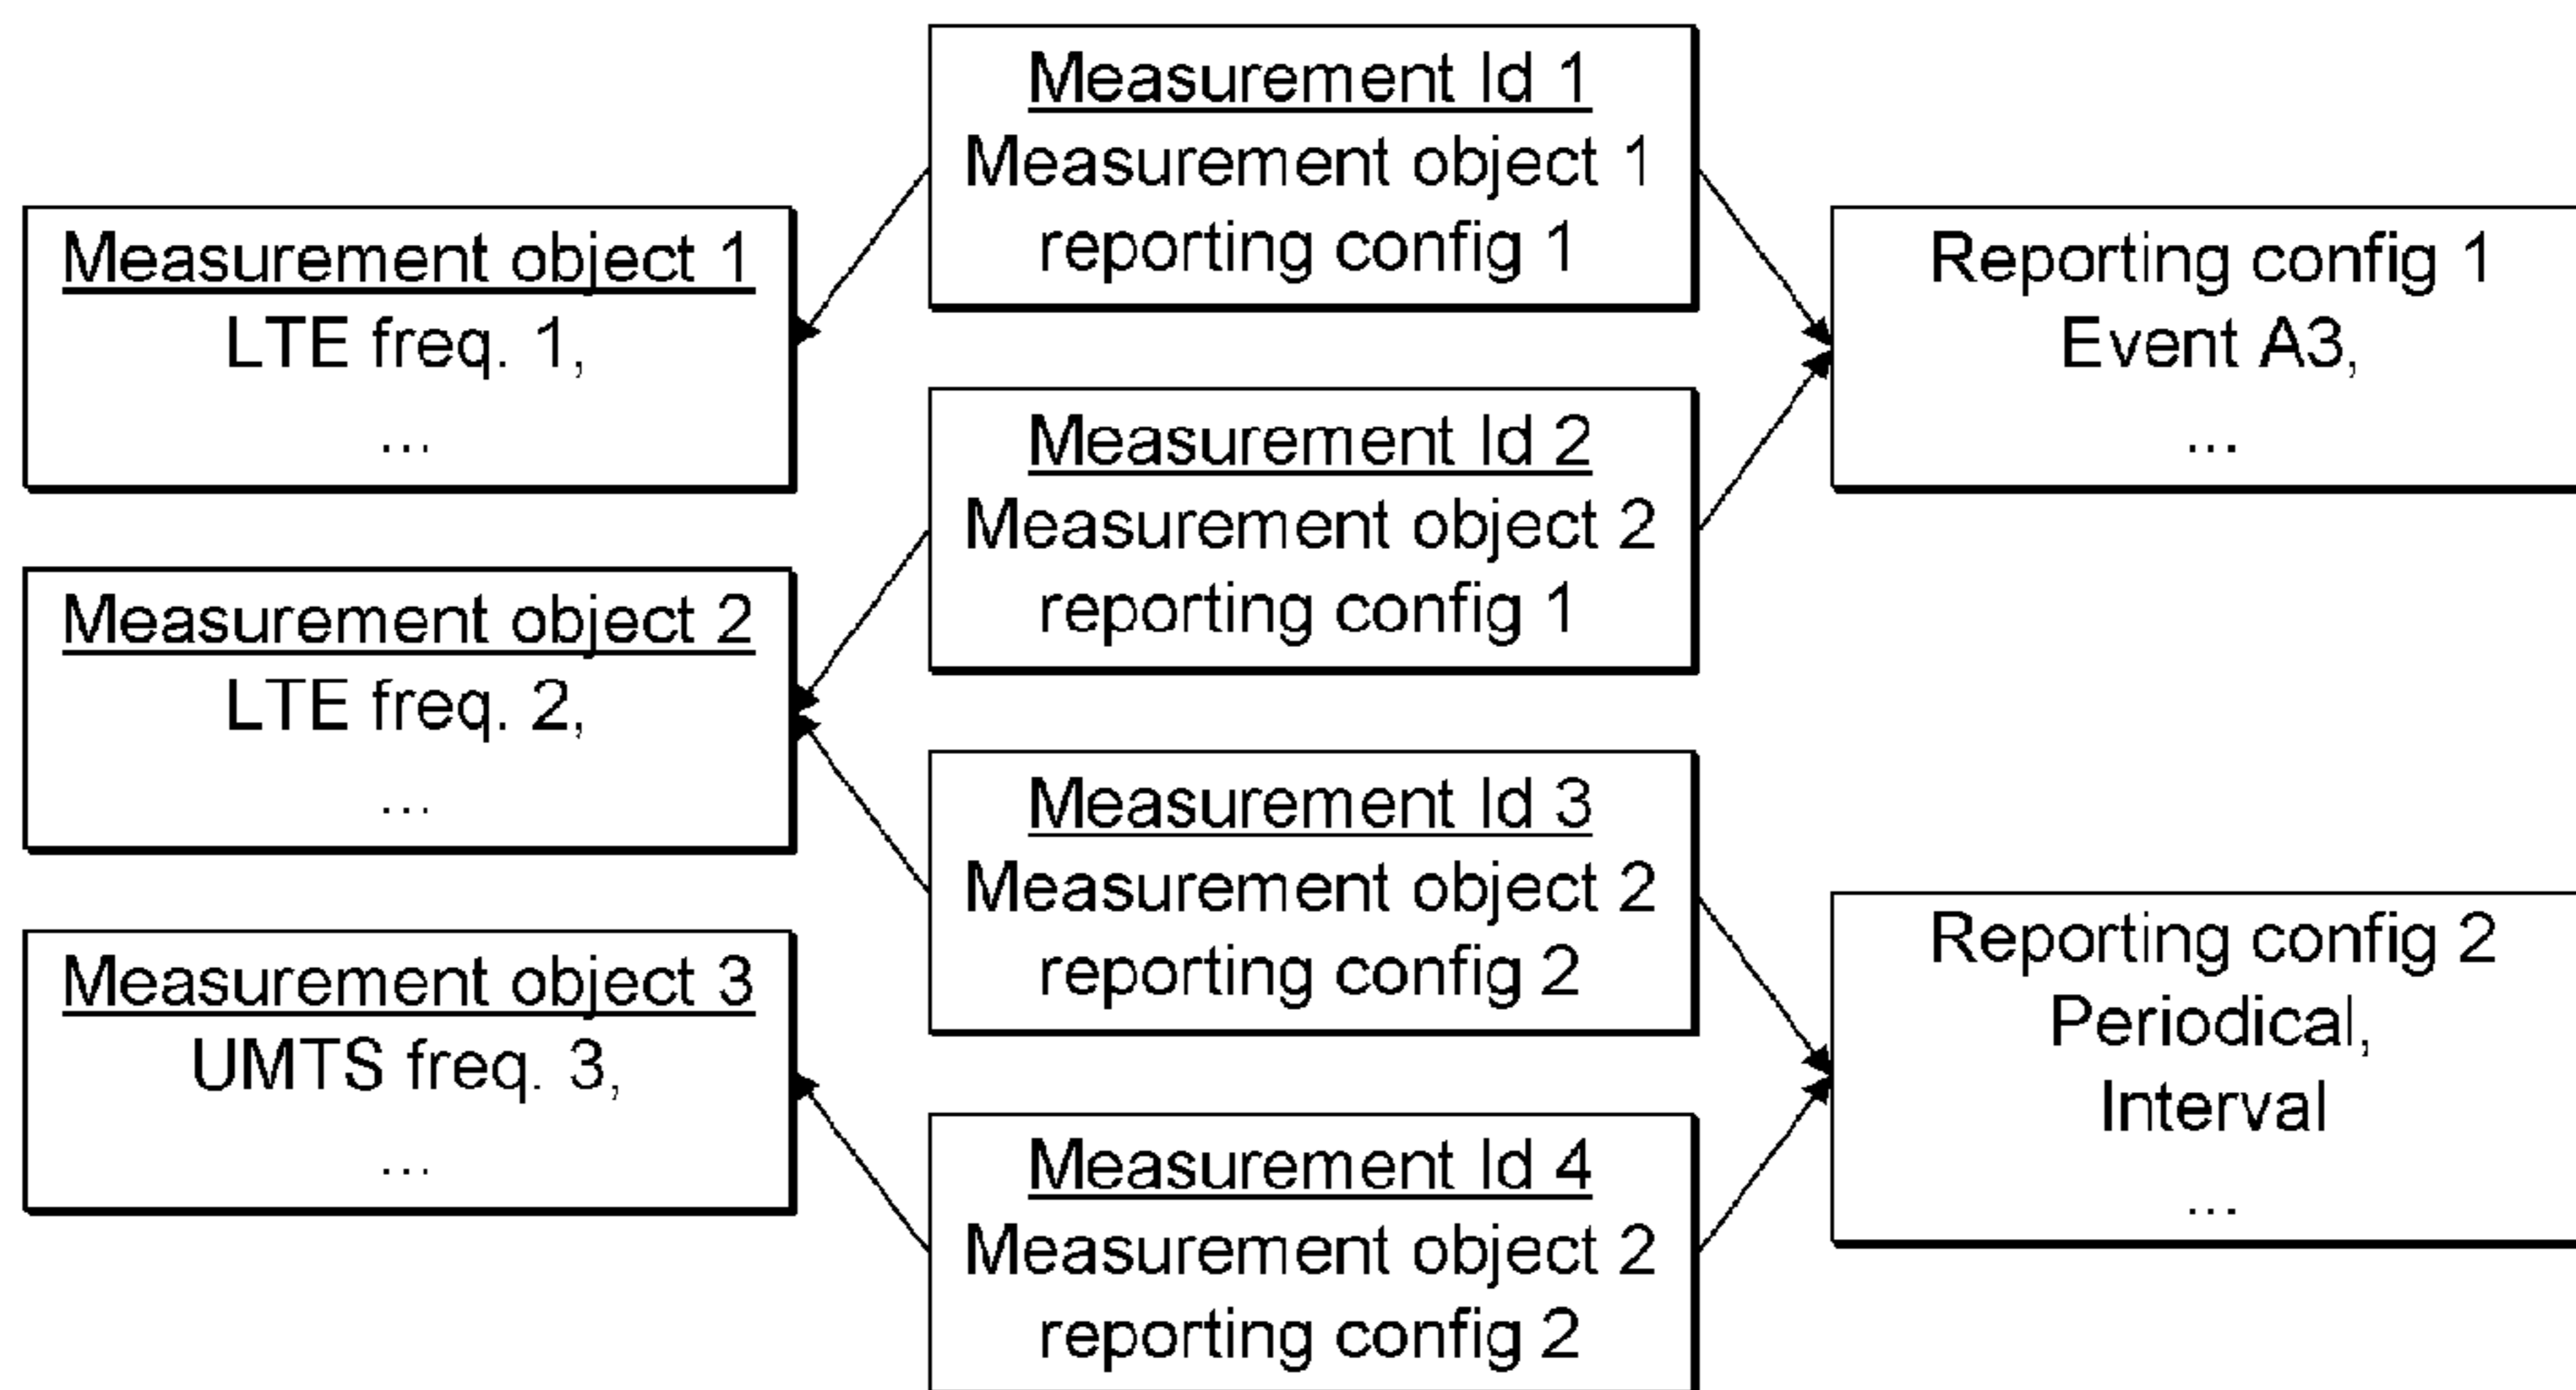 Measurement Id 1
Measurement object 1
reporting config 1
Measurement object 1
LTE freq. 1,
...
Reporting config 1
Event A3,
...
Measurement Id 2
Measurement object 2
reporting config 1
Measurement object 2
LTE freq. 2,
...
Measurement Id 3
Measurement object 2
reporting config 2
Measurement object 3
UMTS freq. 3,
...
Reporting config 2
Periodical,
Interval
...
Measurement Id 4
Measurement object 2
reporting config 2